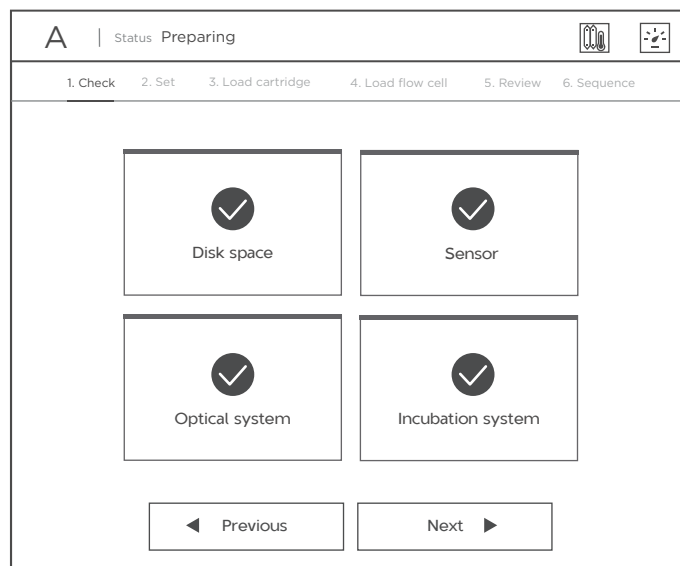 A | Status Preparing
1. Check 2. Set 3. Load cartridge 4. Load flow cell 5. Review 6. Sequence
Disk space Sensor
Optical system Incubation system
Previous Next